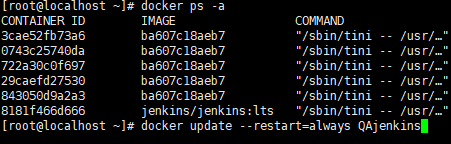 [root@localhost ~]# docker ps -a
CONTAINER ID IMAGE COMMAND
3cae52fb73a6 ba607c18aeb7 "/sbin/tini -- /usr/…"
0743c25740da ba607c18aeb7 "/sbin/tini -- /usr/…"
722a30c0f697 ba607c18aeb7 "/sbin/tini -- /usr/…"
29caefd27530 ba607c18aeb7 "/sbin/tini -- /usr/…"
843050d9a2a3 ba607c18aeb7 "/sbin/tini -- /usr/…"
8181f466d666 jenkins/jenkins:lts "/sbin/tini -- /usr/…"
[root@localhost ~]# docker update --restart=always QAjenkins